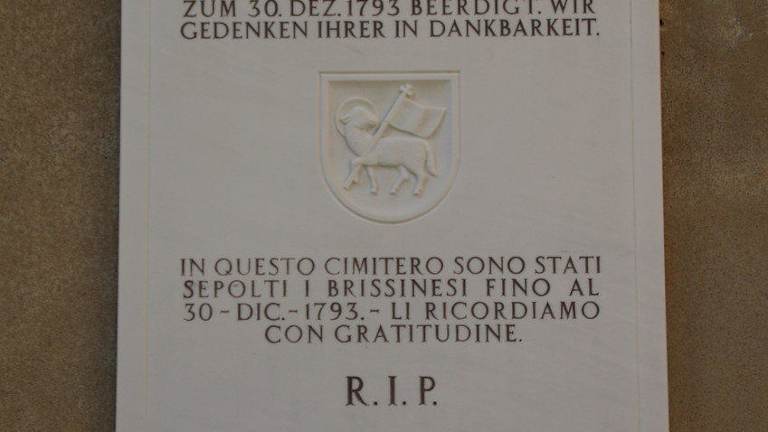 ZUM 30. DEZ. 1793 BEERDIGT. WIR
GEDENKEN IHRER IN DANKBARKEIT.
IN QUESTO CIMITERO SONO STATI
SEPOLTI I BRISSINESI FINO AL
30-DIC.-1793.- LI RICORDIAMO
CON GRATITUDINE.
R.I.P.